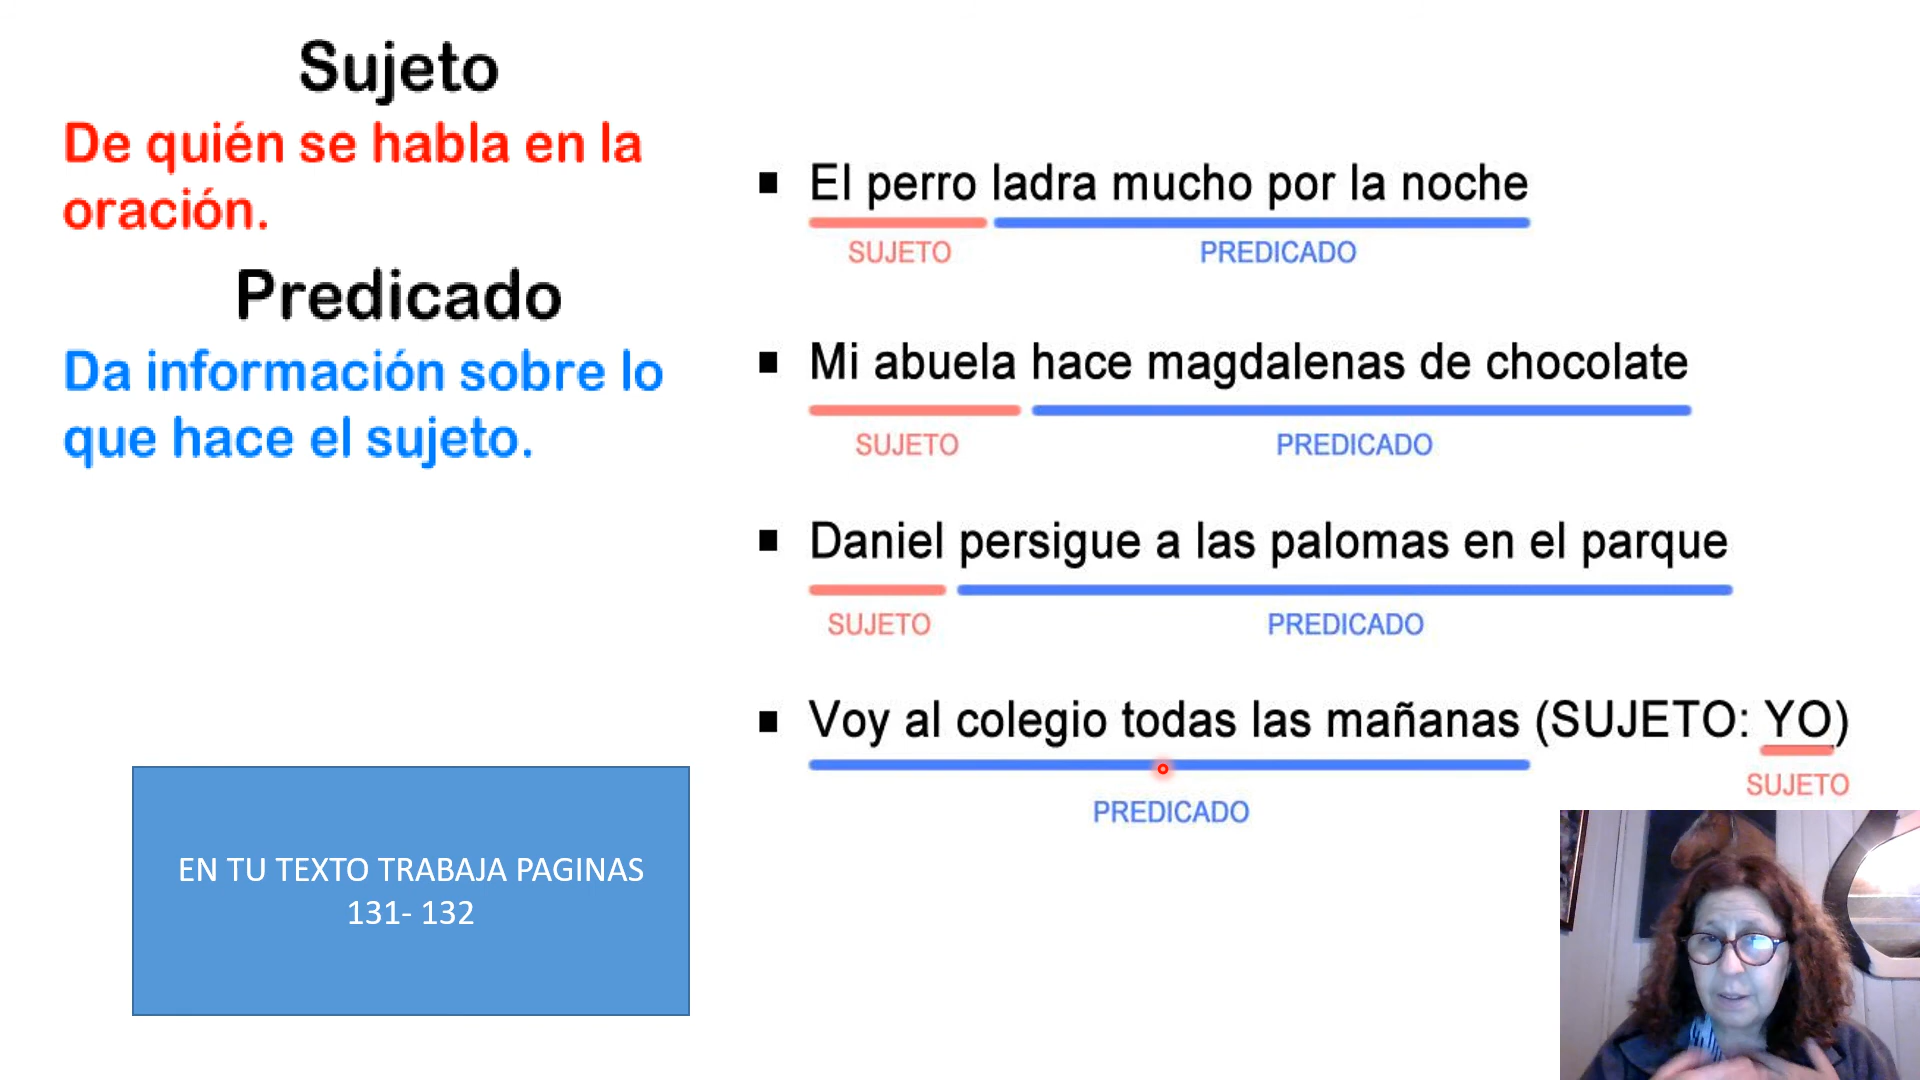 Sujeto
De quién se habla en la
oración.
Predicado
Da información sobre lo
que hace el sujeto.
EN TU TEXTO TRABAJA PAGINAS
131- 132
El perro ladra mucho por la noche
SUJETO PREDICADO
Mi abuela hace magdalenas de chocolate
SUJETO PREDICADO
Daniel persigue a las palomas en el parque
SUJETO PREDICADO
Voy al colegio todas las mañanas (SUJETO: YO)
SUJETO
PREDICADO